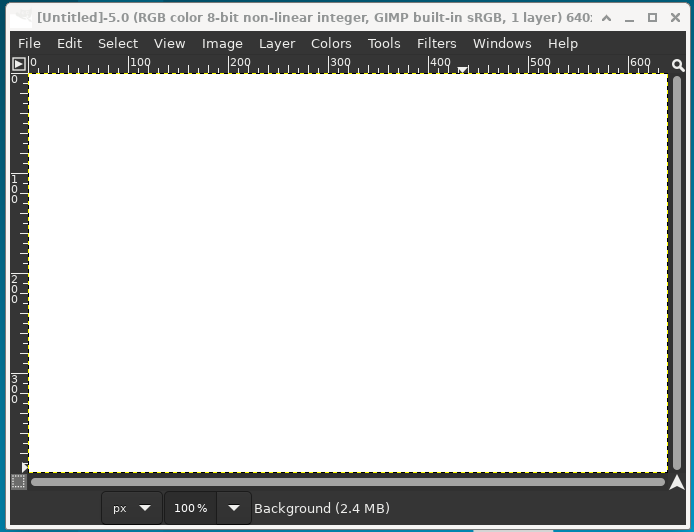 [Untitled]-5.0 (RGB color 8-bit non-linear integer, GIMP built-in sRGB, 1 layer) 640:
File Edit Select View Image Layer Colors Tools Filters Windows Help
0 100 200 300 400 500 600
0
100
200
300
px 100% Background (2.4 MB)